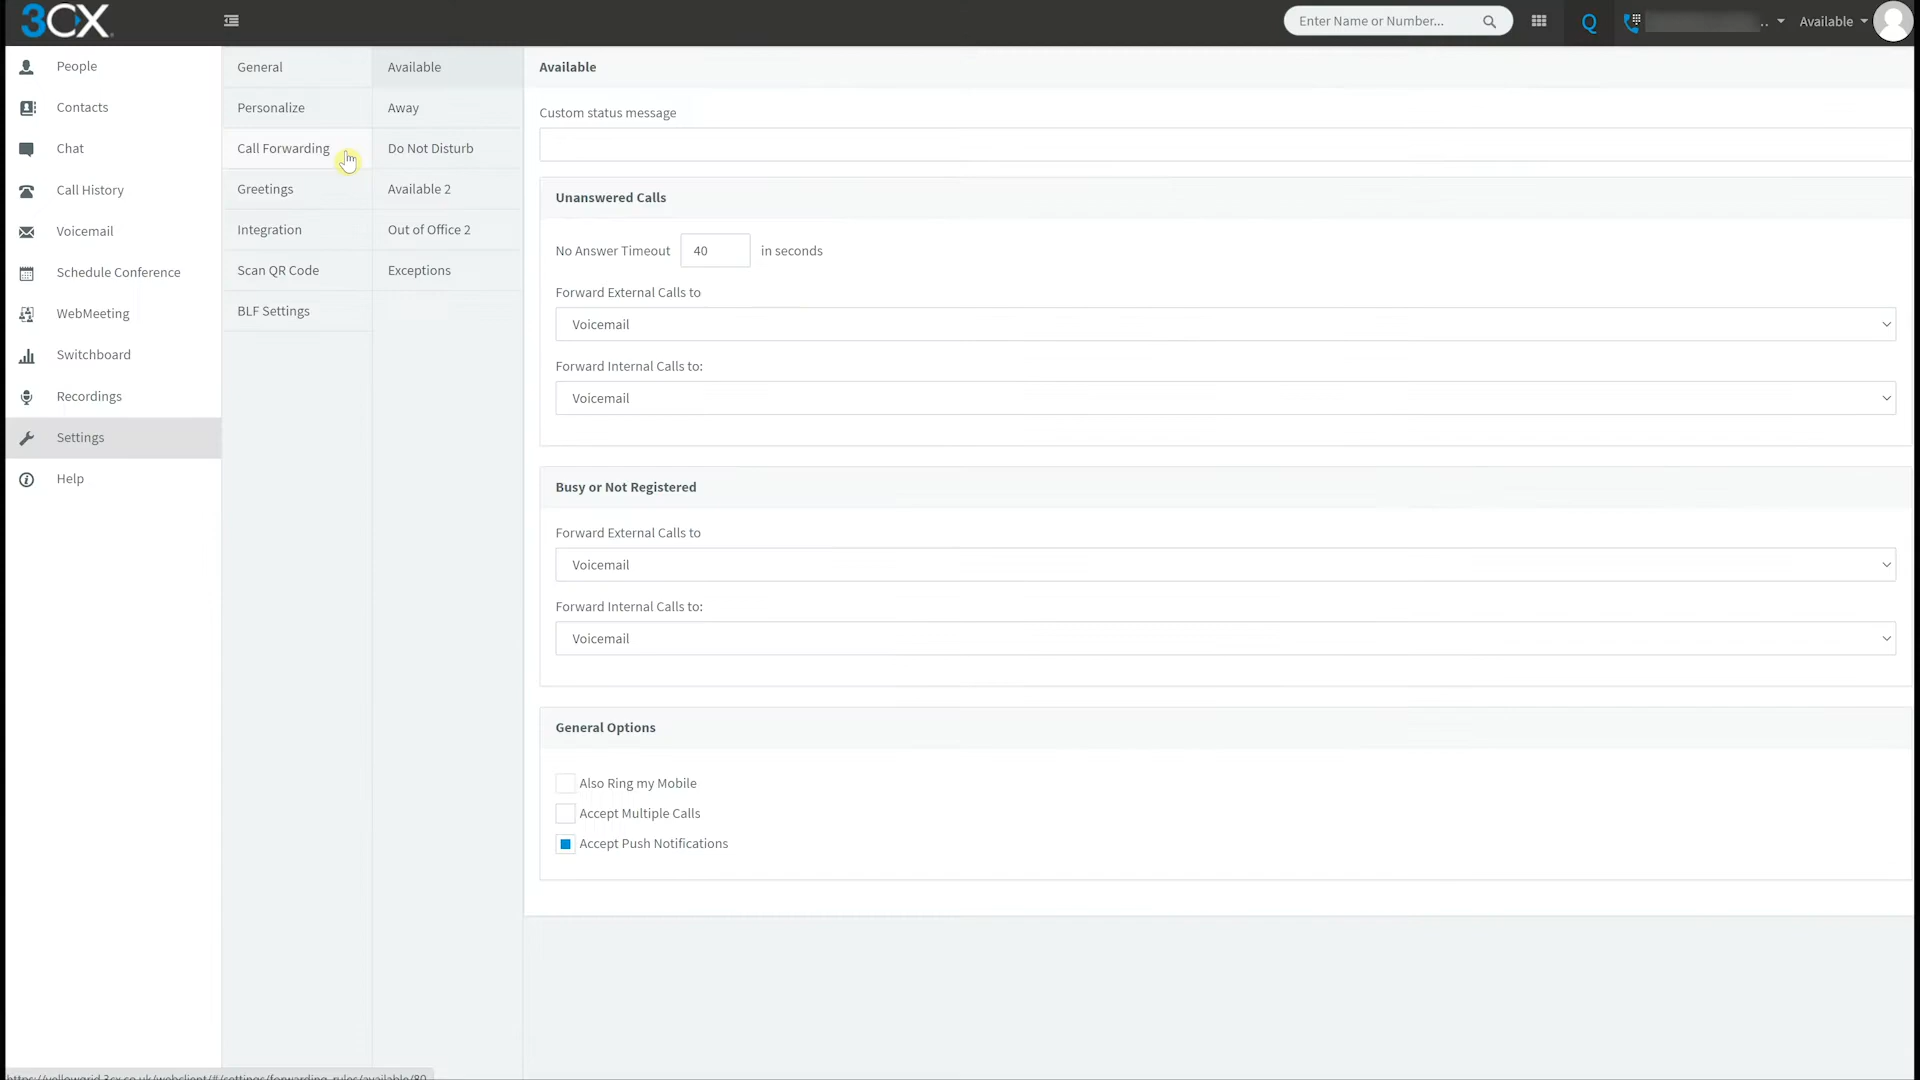 3CX
Enter Name or Number...
Q
..
Available
People
Contacts
Chat
Call History
Voicemail
Schedule Conference
WebMeeting
Switchboard
Recordings
Settings
Help
General
Personalize
Call Forwarding
Greetings
Integration
Scan QR Code
BLF Settings
Available
Away
Do Not Disturb
Available 2
Out of Office 2
Exceptions
Available
Custom status message
Unanswered Calls
No Answer Timeout 40 in seconds
Forward External Calls to
Voicemail
Forward Internal Calls to:
Voicemail
Busy or Not Registered
Forward External Calls to
Voicemail
Forward Internal Calls to:
Voicemail
General Options
Also Ring my Mobile
Accept Multiple Calls
Accept Push Notifications